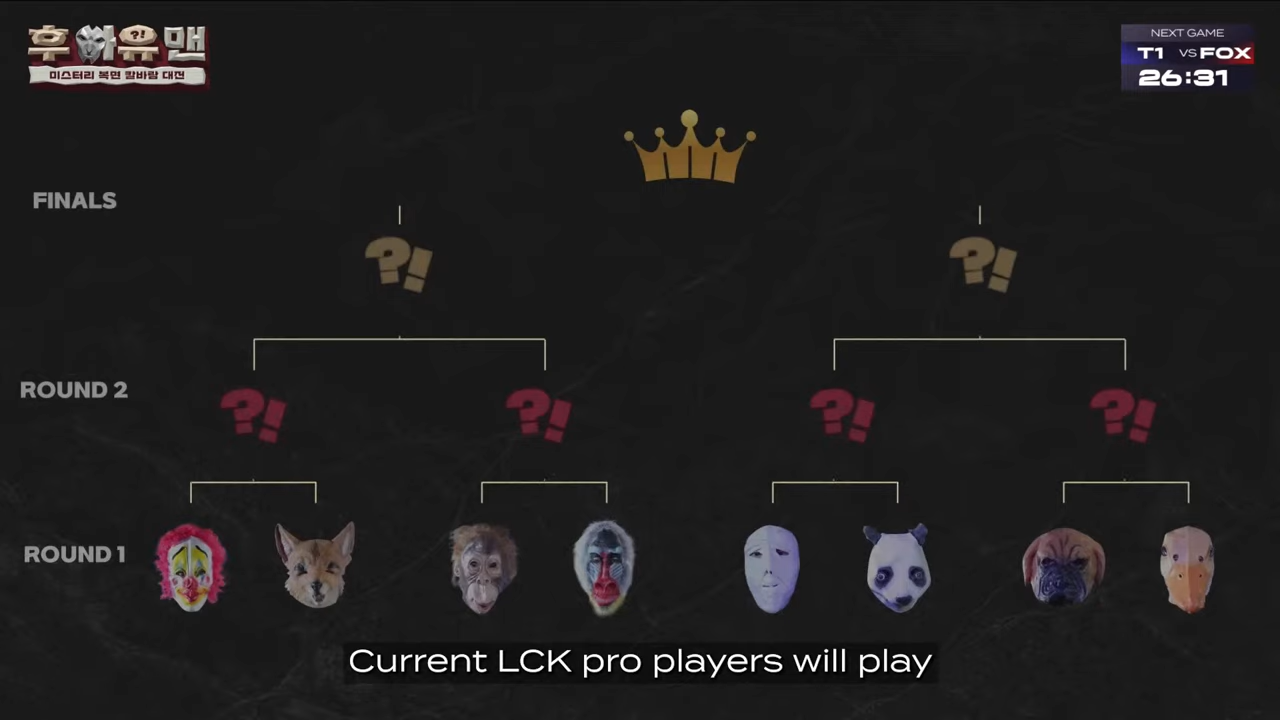 후아유맨
?!
미스터리 복면 칼바람 대전
NEXT GAME
T1 VS FOX
26:31
FINALS
?! ?!
ROUND 2
?! ?! ?! ?!
ROUND 1
Current LCK pro players will play